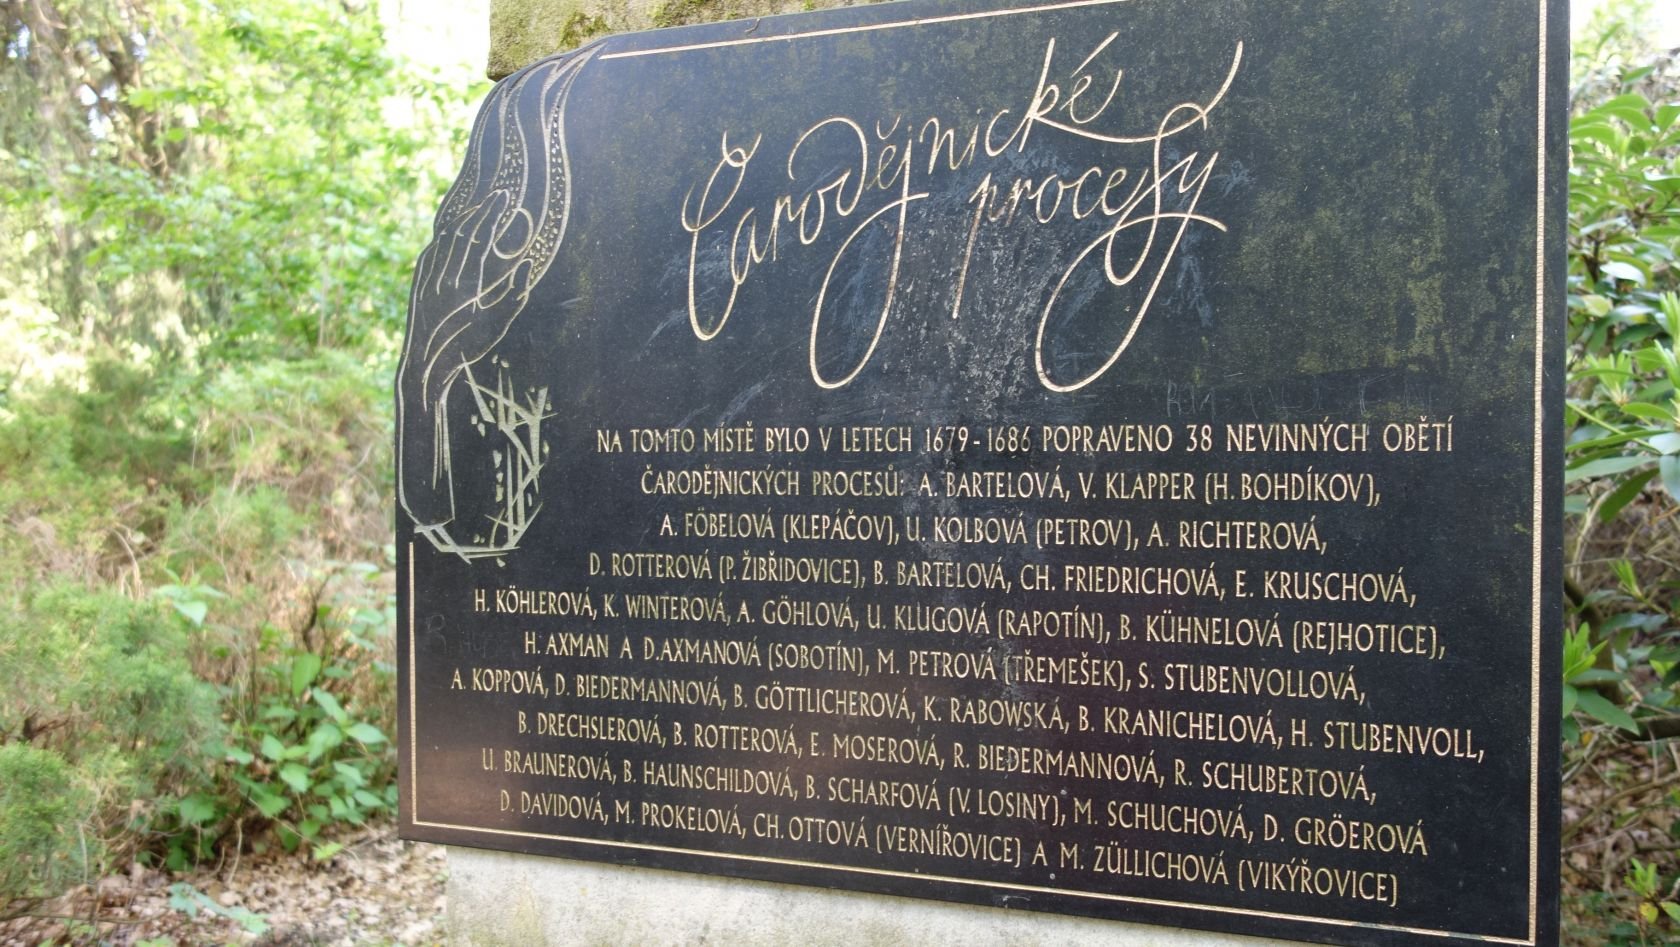 Čarodějnické
procesy
NA TOMTO MÍSTĚ BYLO V LETECH 1679-1686 POPRAVENO 38 NEVINNÝCH OBĚTÍ
ČARODĚJNICKÝCH PROCESŮ: A. BARTELOVÁ, V. KLAPPER (H. BOHDÍKOV),
A. FÖBELOVÁ (KLEPÁČOV), U. KOLBOVÁ (PETROV), A. RICHTEROVÁ,
D. ROTTEROVÁ (P. ŽIBŘIDOVICE), B. BARTELOVÁ, CH. FRIEDRICHOVÁ, E. KRUSCHOVÁ,
H. KÖHLEROVÁ, K. WINTEROVÁ, A. GÖHLOVÁ, U. KLUGOVÁ (RAPOTÍN), B. KÜHNELOVÁ (REJHOTICE),
H. AXMAN A D.AXMANOVÁ (SOBOTÍN), M. PETROVÁ (TŘEMEŠEK), S. STUBENVOLLOVÁ,
A. KOPPOVÁ, D. BIEDERMANNOVÁ, B. GÖTTLICHEROVÁ, K. RABOWSKÁ, B. KRANICHELOVÁ, H. STUBENVOLL,
B. DRECHSLEROVÁ, B. ROTTEROVÁ, E. MOSEROVÁ, R. BIEDERMANNOVÁ, R. SCHUBERTOVÁ,
U. BRAUNEROVÁ, B. HAUNSCHILDOVÁ, B. SCHARFOVÁ (V. LOSINY), M. SCHUCHOVÁ, D. GRÖEROVÁ
D. DAVIDOVÁ, M. PROKELOVÁ, CH. OTTOVÁ (VERNÍŘOVICE) A M. ZÜLLICHOVÁ (VIKÝŘOVICE)